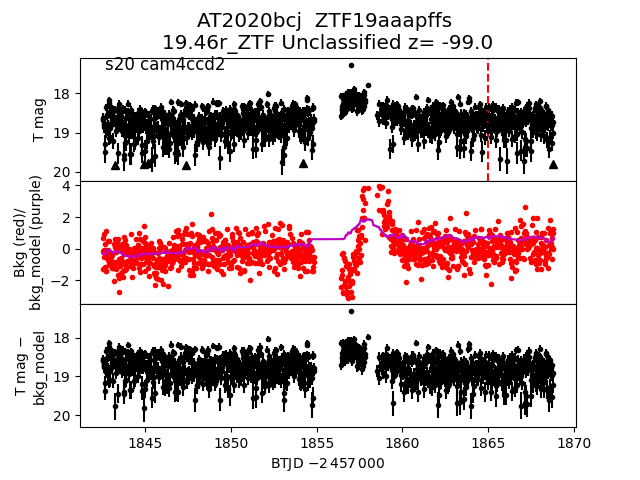 AT2020bcj  ZTF19aaapffs
19.46r_ZTF Unclassified z= -99.0
s20 cam4ccd2
T mag
18
19
20
Bkg (red)/
bkg_model (purple)
4
2
0
−2
T mag −
bkg_model
18
19
20
1845
1850
1855
1860
1865
1870
BTJD −2 457 000